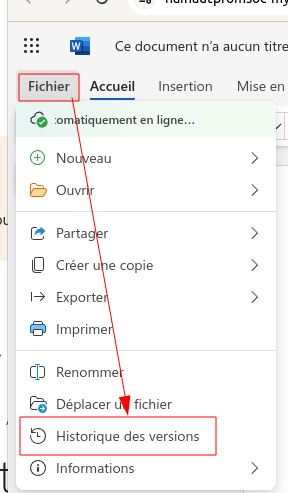 Ce document n'a aucun titre
Fichier Accueil Insertion Mise en
:omatiquement en ligne...
Nouveau
Ouvrir
Partager
Créer une copie
Exporter
Imprimer
Renommer
Déplacer un fichier
Historique des versions
Informations